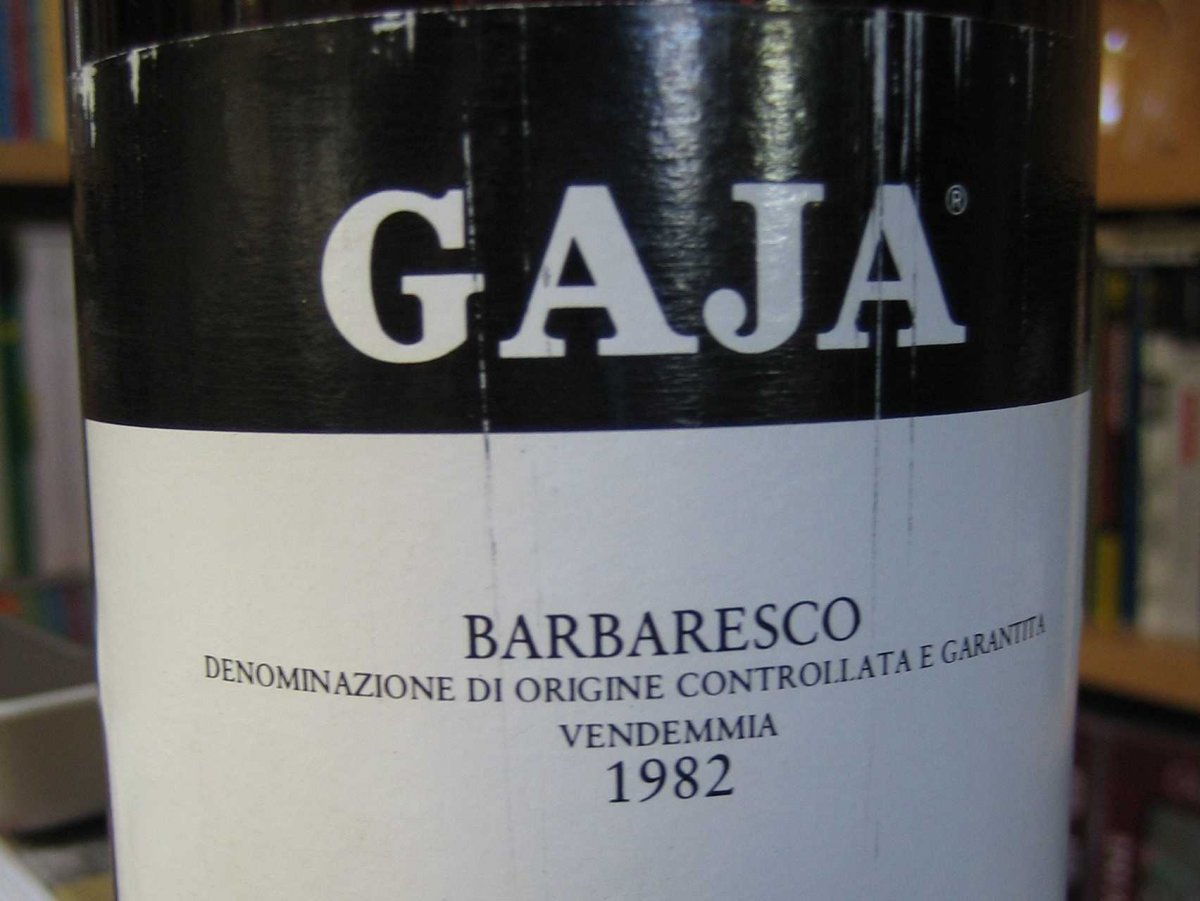 GAJA®
BARBARESCO
DENOMINAZIONE DI ORIGINE CONTROLLATA E GARANTITA
VENDEMMIA
1982